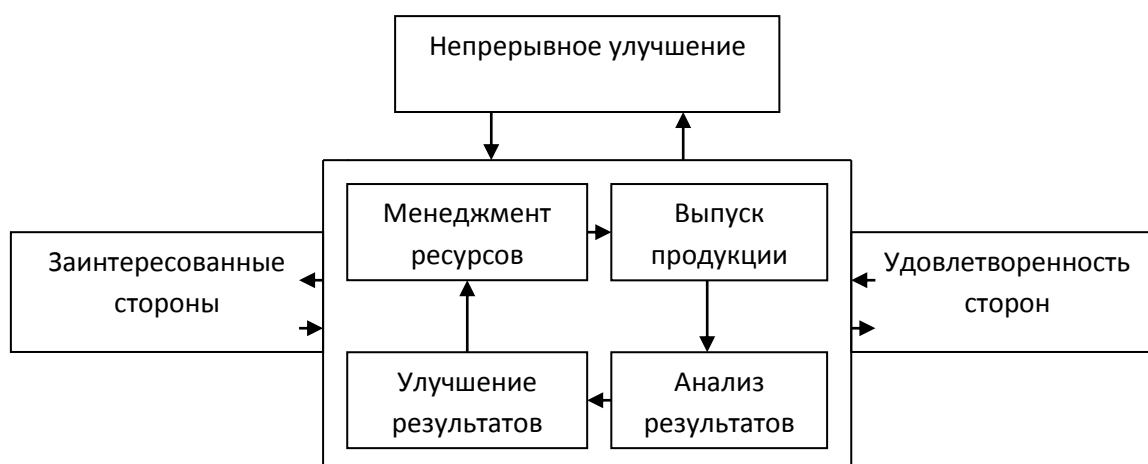 Непрерывное улучшение
Менеджмент
ресурсов
Выпуск
продукции
Заинтересованные
стороны
Удовлетворенность
сторон
Улучшение
результатов
Анализ
результатов